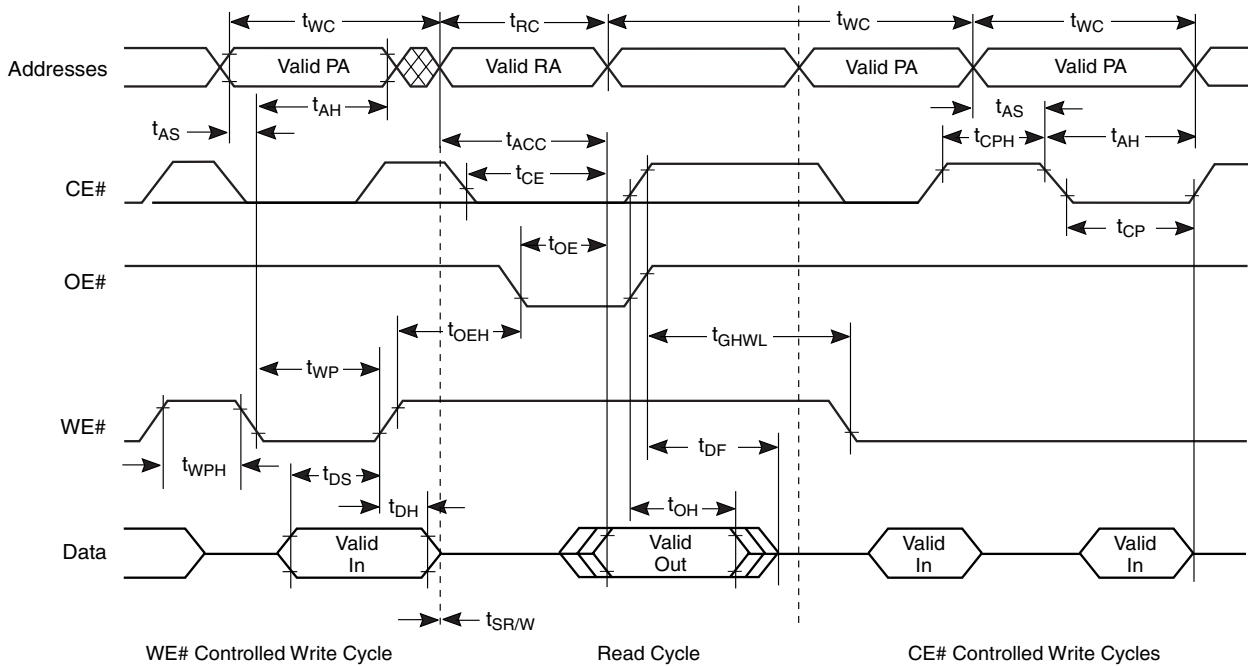 tWC tRC tWC tWC
Addresses Valid PA Valid RA Valid PA Valid PA
tAS tAH tAS
tACC tCPH tAH
CE# tCE
tOE tCP
OE#
tOEH tGHWL
tWP
WE#
tWPH tDS tDF
tDH tOH
Data Valid In Valid Out Valid In Valid In
tSR/W
WE# Controlled Write Cycle Read Cycle CE# Controlled Write Cycles